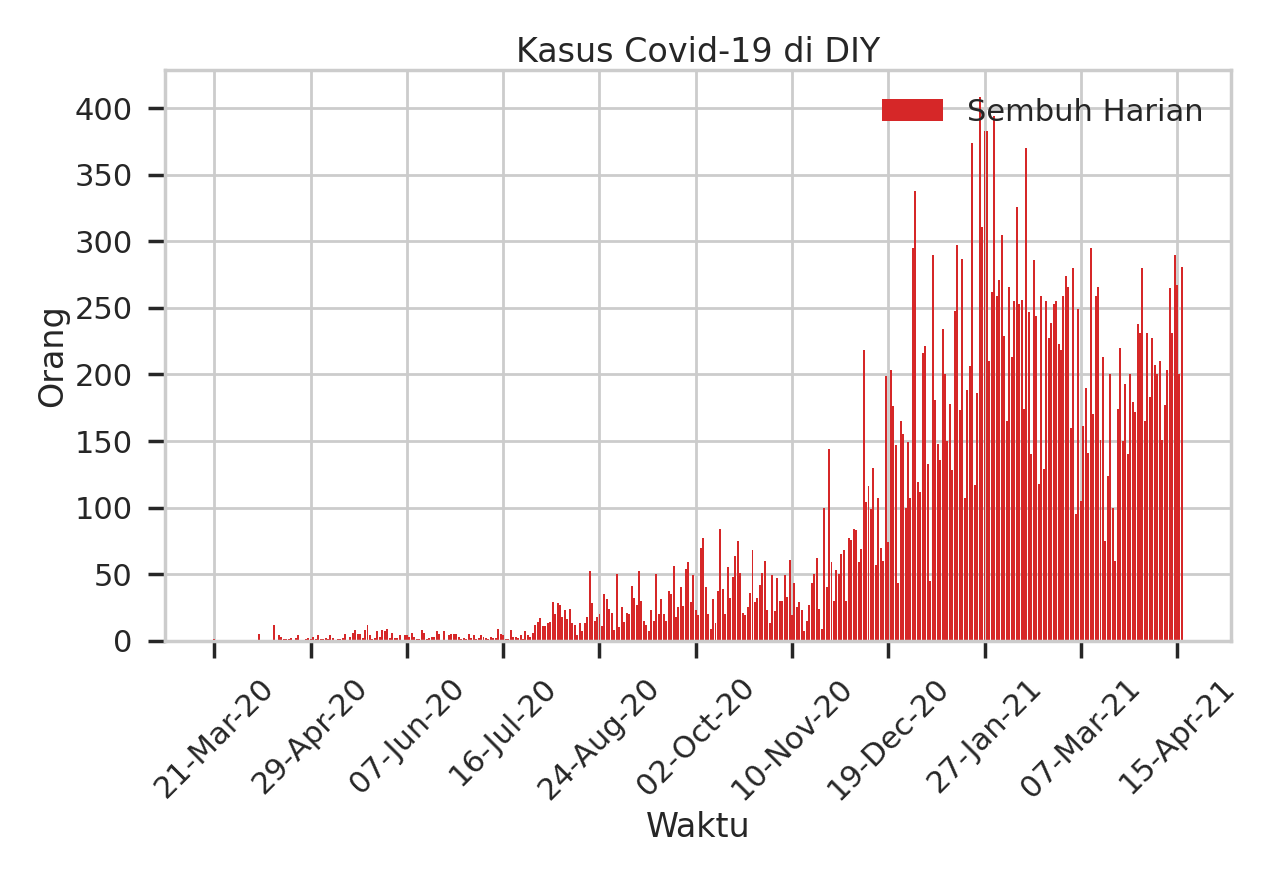 Kasus Covid-19 di DIY
Sembuh Harian
Orang
400
350
300
250
200
150
100
50
0
21-Mar-20
29-Apr-20
07-Jun-20
16-Jul-20
24-Aug-20
02-Oct-20
10-Nov-20
19-Dec-20
27-Jan-21
07-Mar-21
15-Apr-21
Waktu